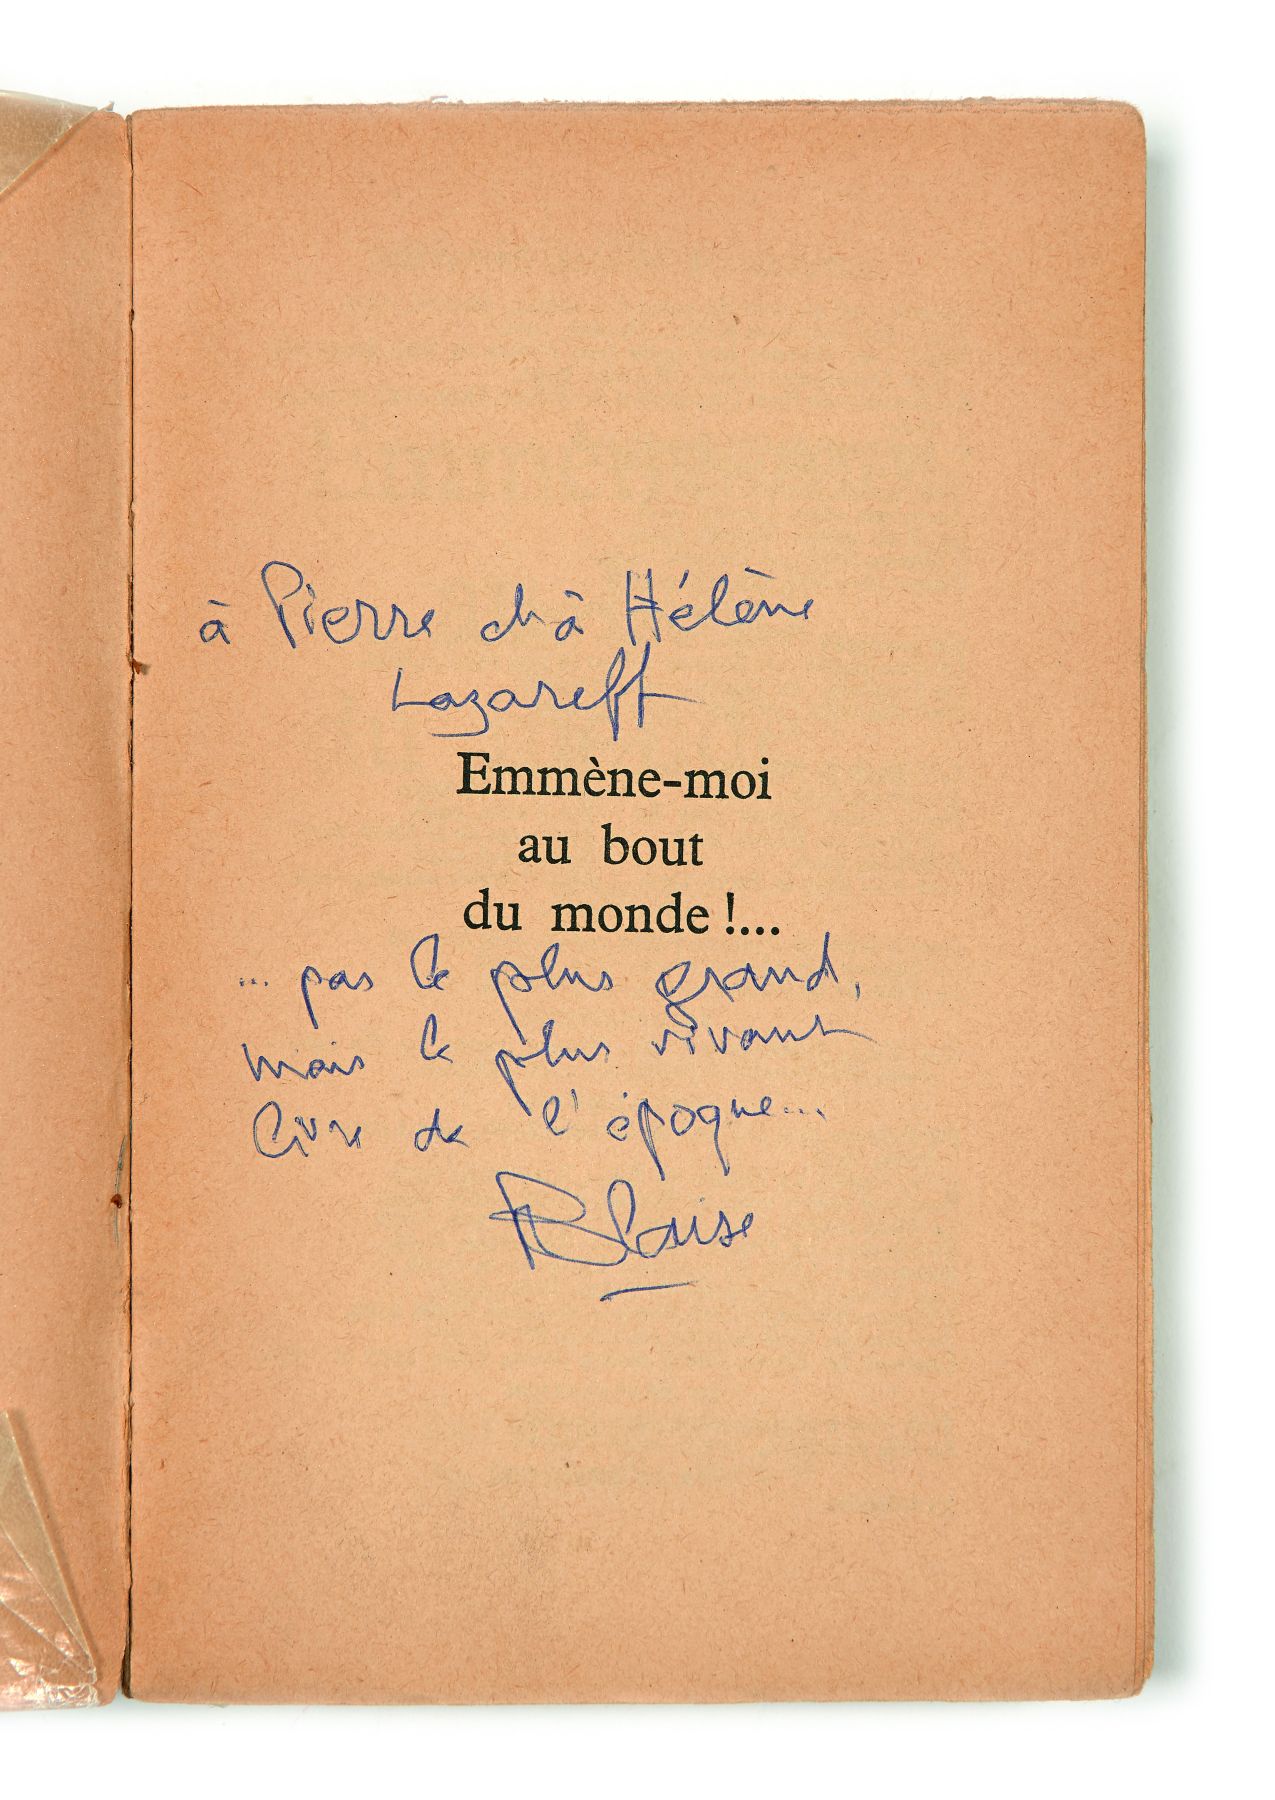 à Pierre et à Hélène
Lazareff
Emmène-moi
au bout
du monde !...
... pas le plus grand,
mais le plus vivant
livre de l'époque...
Blaise